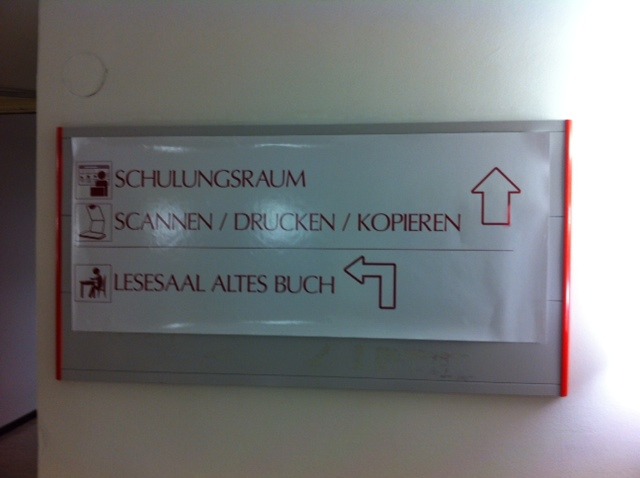 SCHULUNGSRAUM
SCANNEN / DRUCKEN / KOPIEREN
LESESAAL ALTES BUCH